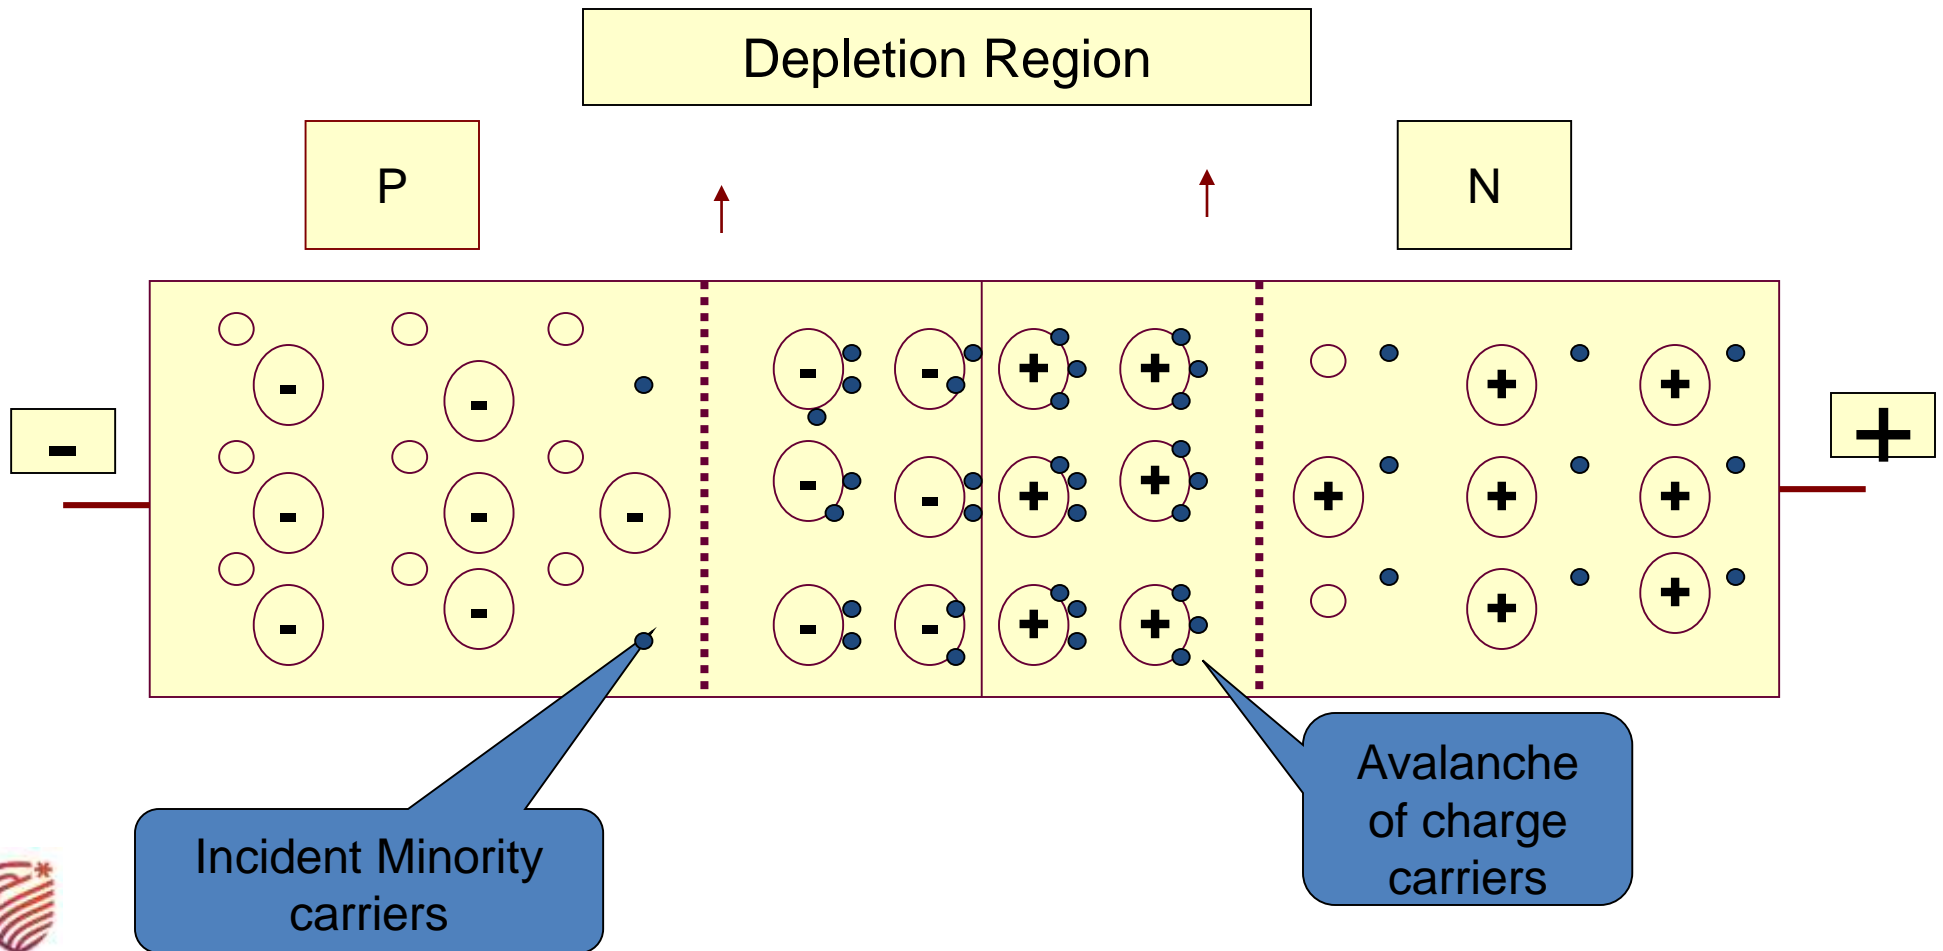 Depletion Region
P
N
-
+
- - + +
- - + +
- + +
- - + +
- - - - + + + +
- - - + + +
- - + + +
Incident Minority
carriers
Avalanche
of charge
carriers